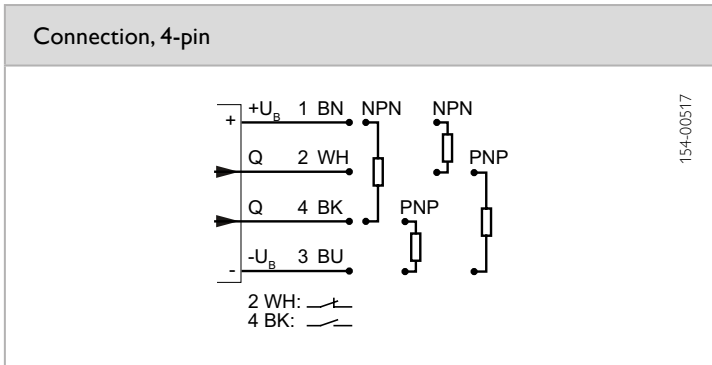 Connection, 4-pin
+U_B 1 BN NPN NPN
+
Q 2 WH PNP
Q 4 BK PNP
-U_B 3 BU
-
2 WH:
4 BK:
154-00517